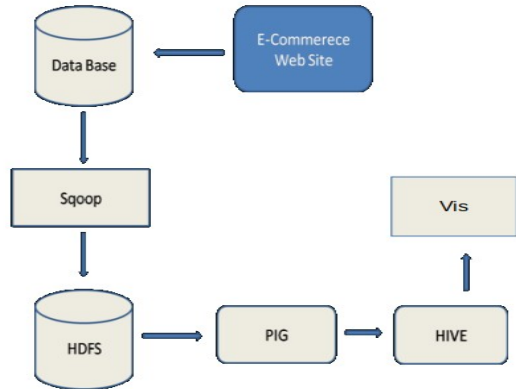 E-Commerece
Web Site
Data Base
Sqoop
Vis
HDFS
PIG
HIVE